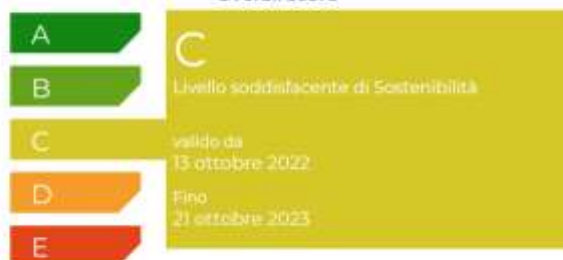 A
B
C
D
E
C
Livello soddisfacente di Sostenibilità
valido da
13 ottobre 2022
Fino
21 ottobre 2023